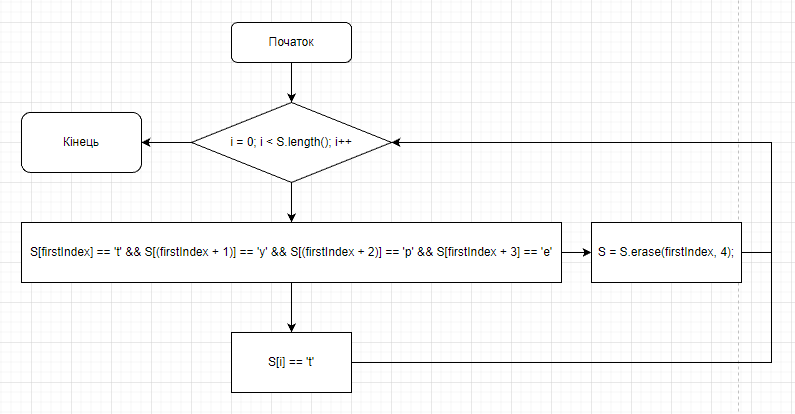 Початок
Кінець
i = 0; i < S.length(); i++
S[firstIndex] == 't' && S[(firstIndex + 1)] == 'y' && S[(firstIndex + 2)] == 'p' && S[firstIndex + 3] == 'e'
S = S.erase(firstIndex, 4);
S[i] == 't'